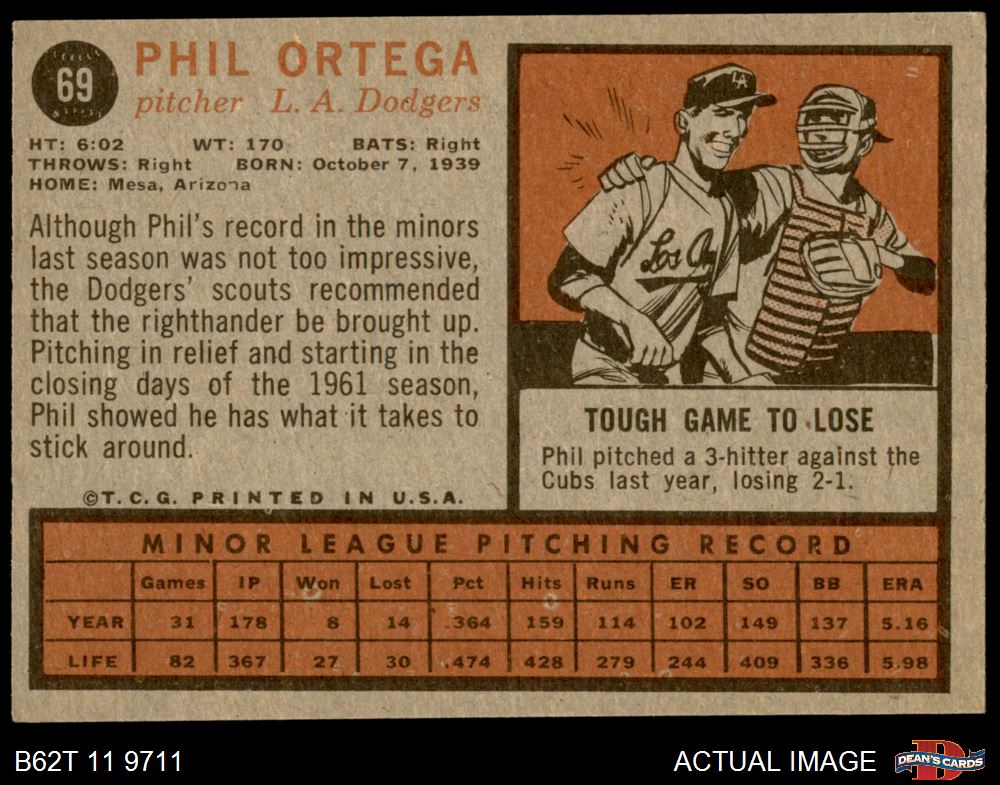 69
PHIL ORTEGA
pitcher L. A. Dodgers
HT: 6:02 WT: 170 BATS: Right
THROWS: Right BORN: October 7, 1939
HOME: Mesa, Arizona
Although Phil's record in the minors
last season was not too impressive,
the Dodgers' scouts recommended
that the righthander be brought up.
Pitching in relief and starting in the
closing days of the 1961 season,
Phil showed he has what it takes to
stick around.
©T.C.G. PRINTED IN U.S.A.
LA
Los An
TOUGH GAME TO LOSE
Phil pitched a 3-hitter against the
Cubs last year, losing 2-1.
MINOR LEAGUE PITCHING RECORD
Games IP Won Lost Pct Hits Runs ER SO BB ERA
YEAR 31 178 8 14 .364 159 114 102 149 137 5.16
LIFE 82 367 27 30 .474 428 279 244 409 336 5.98
B62T 11 9711
ACTUAL IMAGE
DEAN'S CARDS